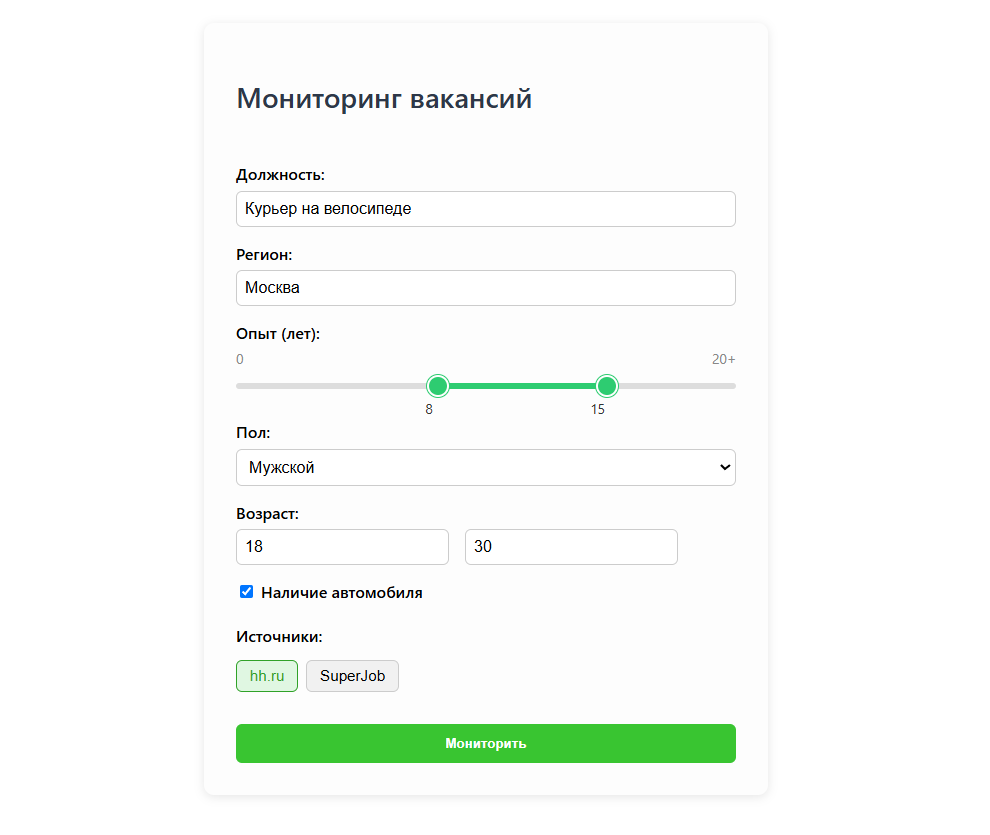 Мониторинг вакансий
Должность:
Курьер на велосипеде
Регион:
Москва
Опыт (лет):
0 20+
8 15
Пол:
Мужской
Возраст:
18 30
Наличие автомобиля
Источники:
hh.ru SuperJob
Мониторить